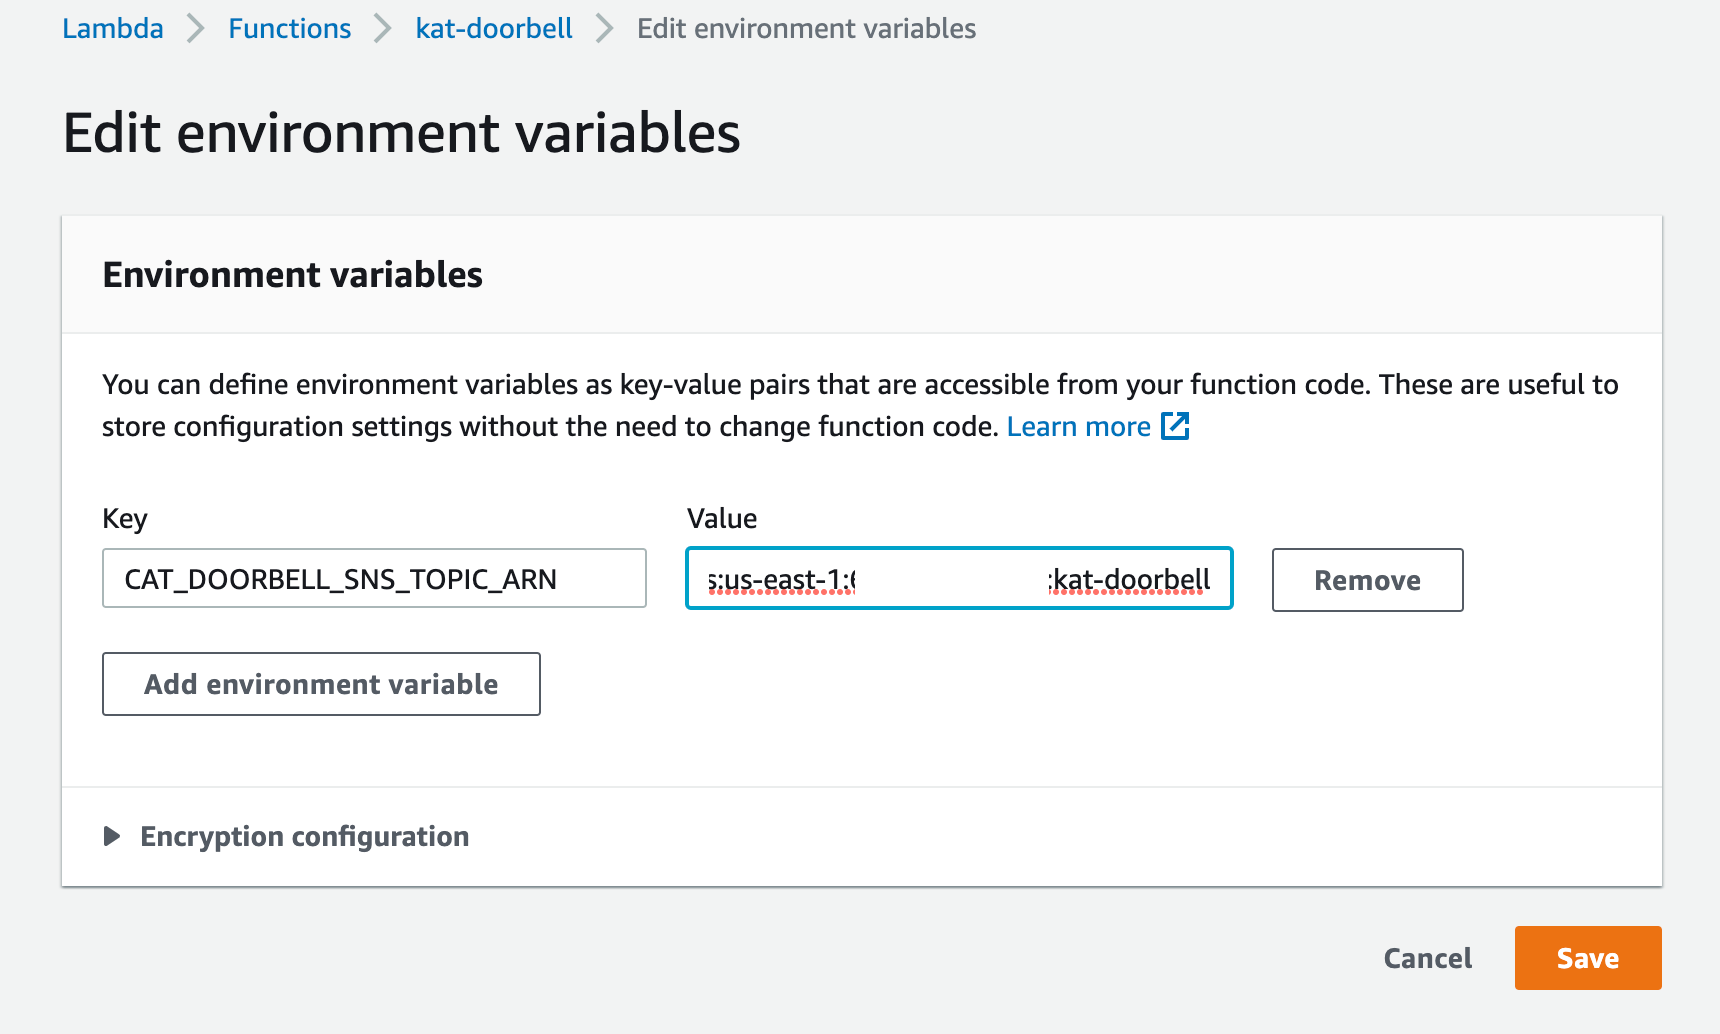 Lambda > Functions > kat-doorbell > Edit environment variables
Edit environment variables
Environment variables
You can define environment variables as key-value pairs that are accessible from your function code. These are useful to
store configuration settings without the need to change function code. Learn more
Key Value
CAT_DOORBELL_SNS_TOPIC_ARN s:us-east-1: :kat-doorbell Remove
Add environment variable
Encryption configuration
Cancel Save